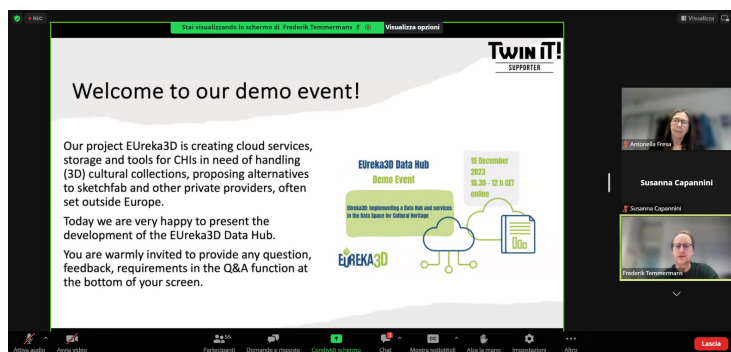 REC
Stai visualizzando lo schermo di Frederik Temmermans
Visualizza opzioni
Visualizza
TWIN iT!
SUPPORTER
Welcome to our demo event!
Our project EUreka3D is creating cloud services,
storage and tools for CHIs in need of handling
(3D) cultural collections, proposing alternatives
to sketchfab and other private providers, often
set outside Europe.
Today we are very happy to present the
development of the EUreka3D Data Hub.
You are warmly invited to provide any question,
feedback, requirements in the Q&A function at
the bottom of your screen.
EUreka3D Data Hub
Demo Event
15 December
2023
10.30 - 12 h CET
online
EUreka3D: Implementing a Data Hub and services
in the Data Space for Cultural Heritage
EUREKA3D
Antonella Fresa
Susanna Capannini
Susanna Capannini
Frederik Temmermans
Attiva audio
Avvia video
55
Partecipanti
Domande e risposte
Condividi schermo
Chat
CC
Mostra sottotitoli
Alza la mano
Impostazioni
Altro
Lascia